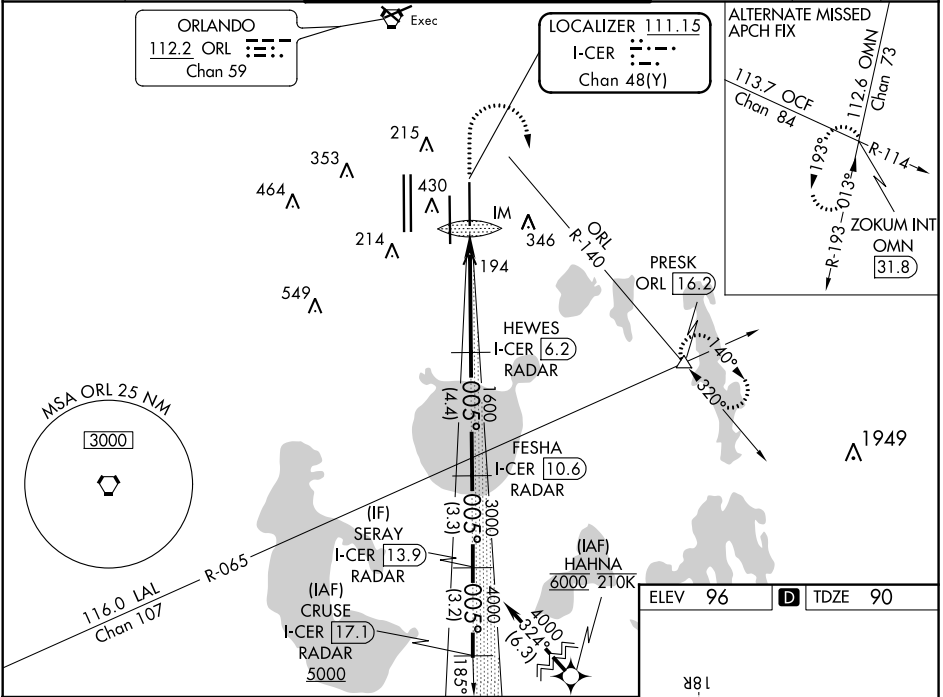 ORLANDO
112.2 ORL
Chan 59
Exec
LOCALIZER 111.15
I-CER
Chan 48(Y)
ALTERNATE MISSED
APCH FIX
112.6 OMN
Chan 73
113.7 OCF
Chan 84
R-114
193°
013°
R-193
ZOKUM INT
OMN
31.8
215
353
464
430
IM
346
214
194
549
ORL
R-140
PRESK
ORL 16.2
140°
320°
HEWES
I-CER 6.2
RADAR
1600
005°
(4.4)
MSA ORL 25 NM
3000
1949
FESHA
I-CER 10.6
RADAR
3000
005°
(3.3)
(IF)
SERAY
I-CER 13.9
RADAR
R-065
116.0 LAL
Chan 107
(IAF)
CRUSE
I-CER 17.1
RADAR
5000
4000
005°
(3.2)
185°
(IAF)
HAHNA
6000 210K
4000
324°
(6.3)
ELEV 96
D
TDZE 90
18R